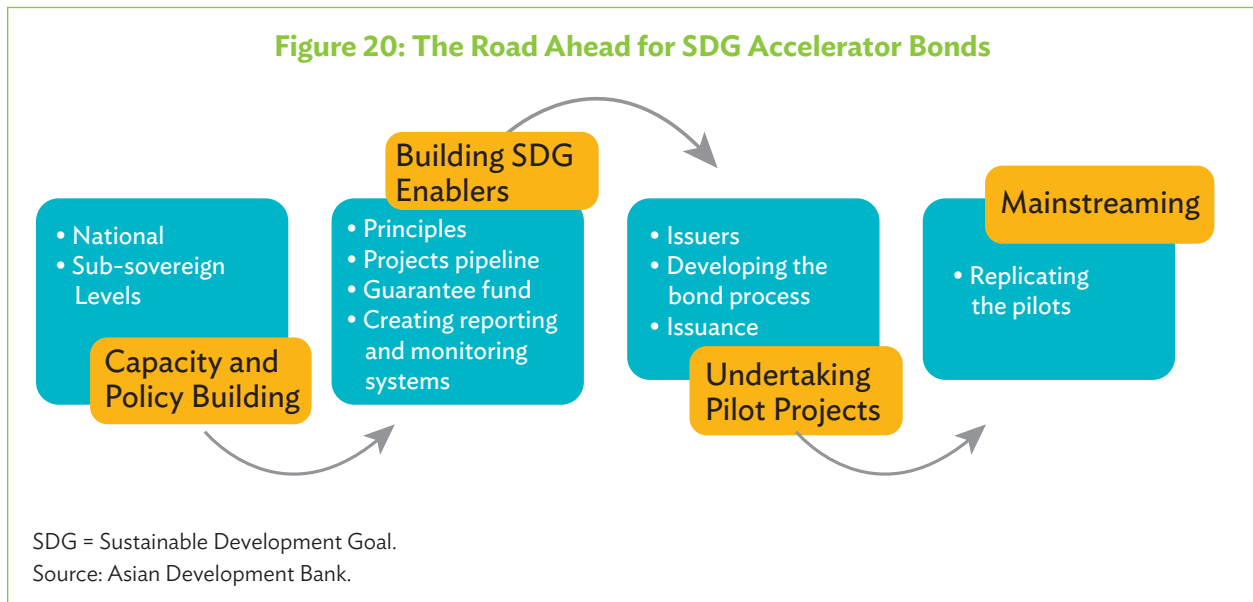 Figure 20: The Road Ahead for SDG Accelerator Bonds
• National
• Sub-sovereign
Levels
Capacity and
Policy Building
Building SDG
Enablers
• Principles
• Projects pipeline
• Guarantee fund
• Creating reporting
and monitoring
systems
• Issuers
• Developing the
bond process
• Issuance
Undertaking
Pilot Projects
Mainstreaming
• Replicating
the pilots
SDG = Sustainable Development Goal.
Source: Asian Development Bank.